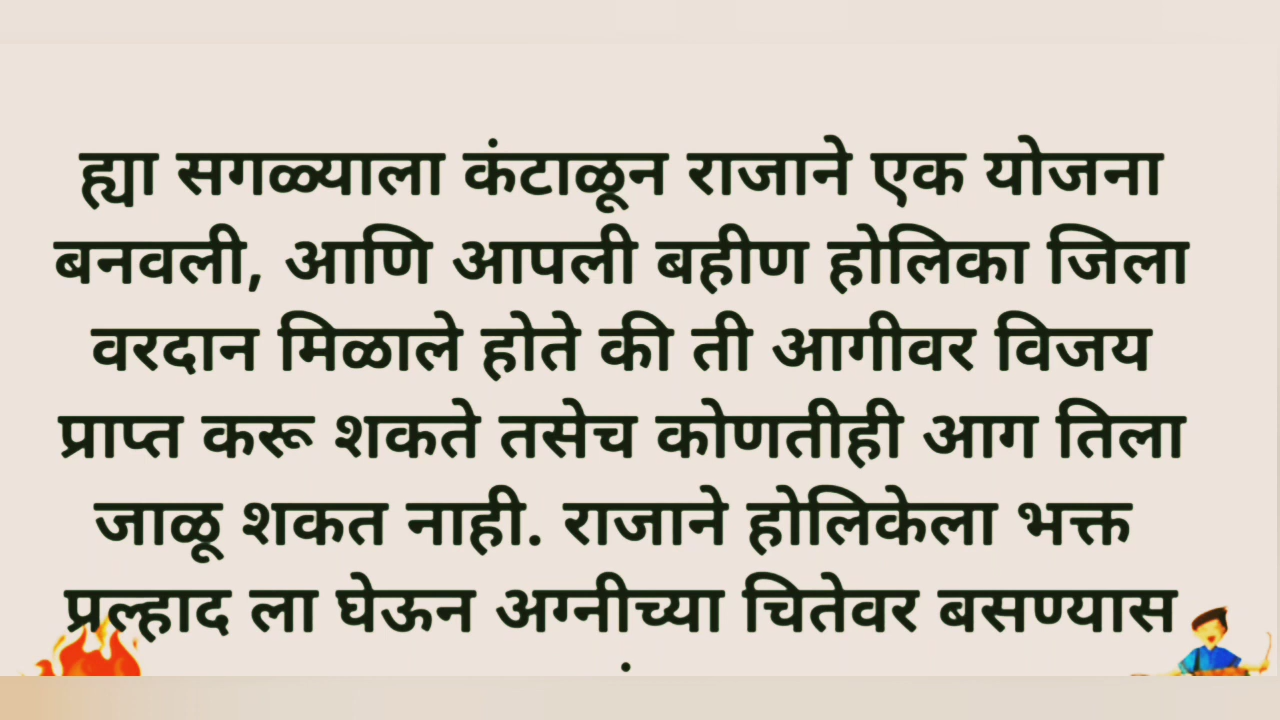 ह्या सगळ्याला कंटाळून राजाने एक योजना
बनवली, आणि आपली बहीण होलिका जिला
वरदान मिळाले होते की ती आगीवर विजय
प्राप्त करू शकते तसेच कोणतीही आग तिला
जाळू शकत नाही. राजाने होलिकेला भक्त
प्रल्हाद ला घेऊन अग्नीच्या चितेवर बसण्यास